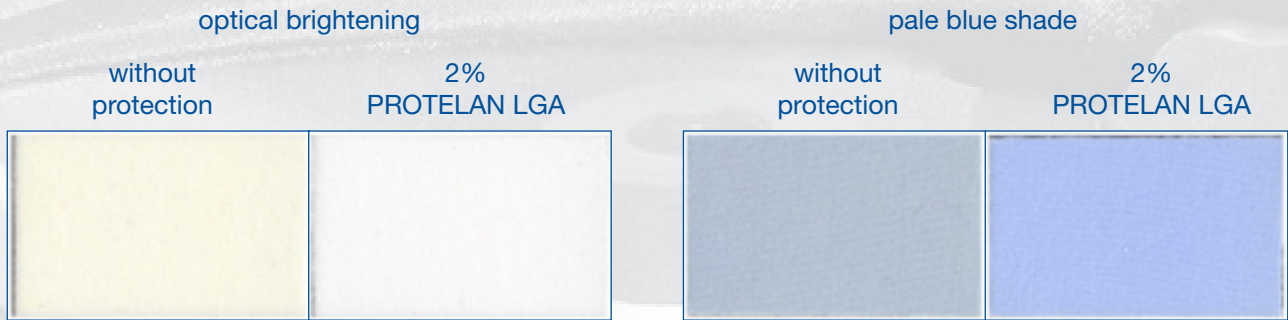 optical brightening
without
protection
2%
PROTELAN LGA
pale blue shade
without
protection
2%
PROTELAN LGA